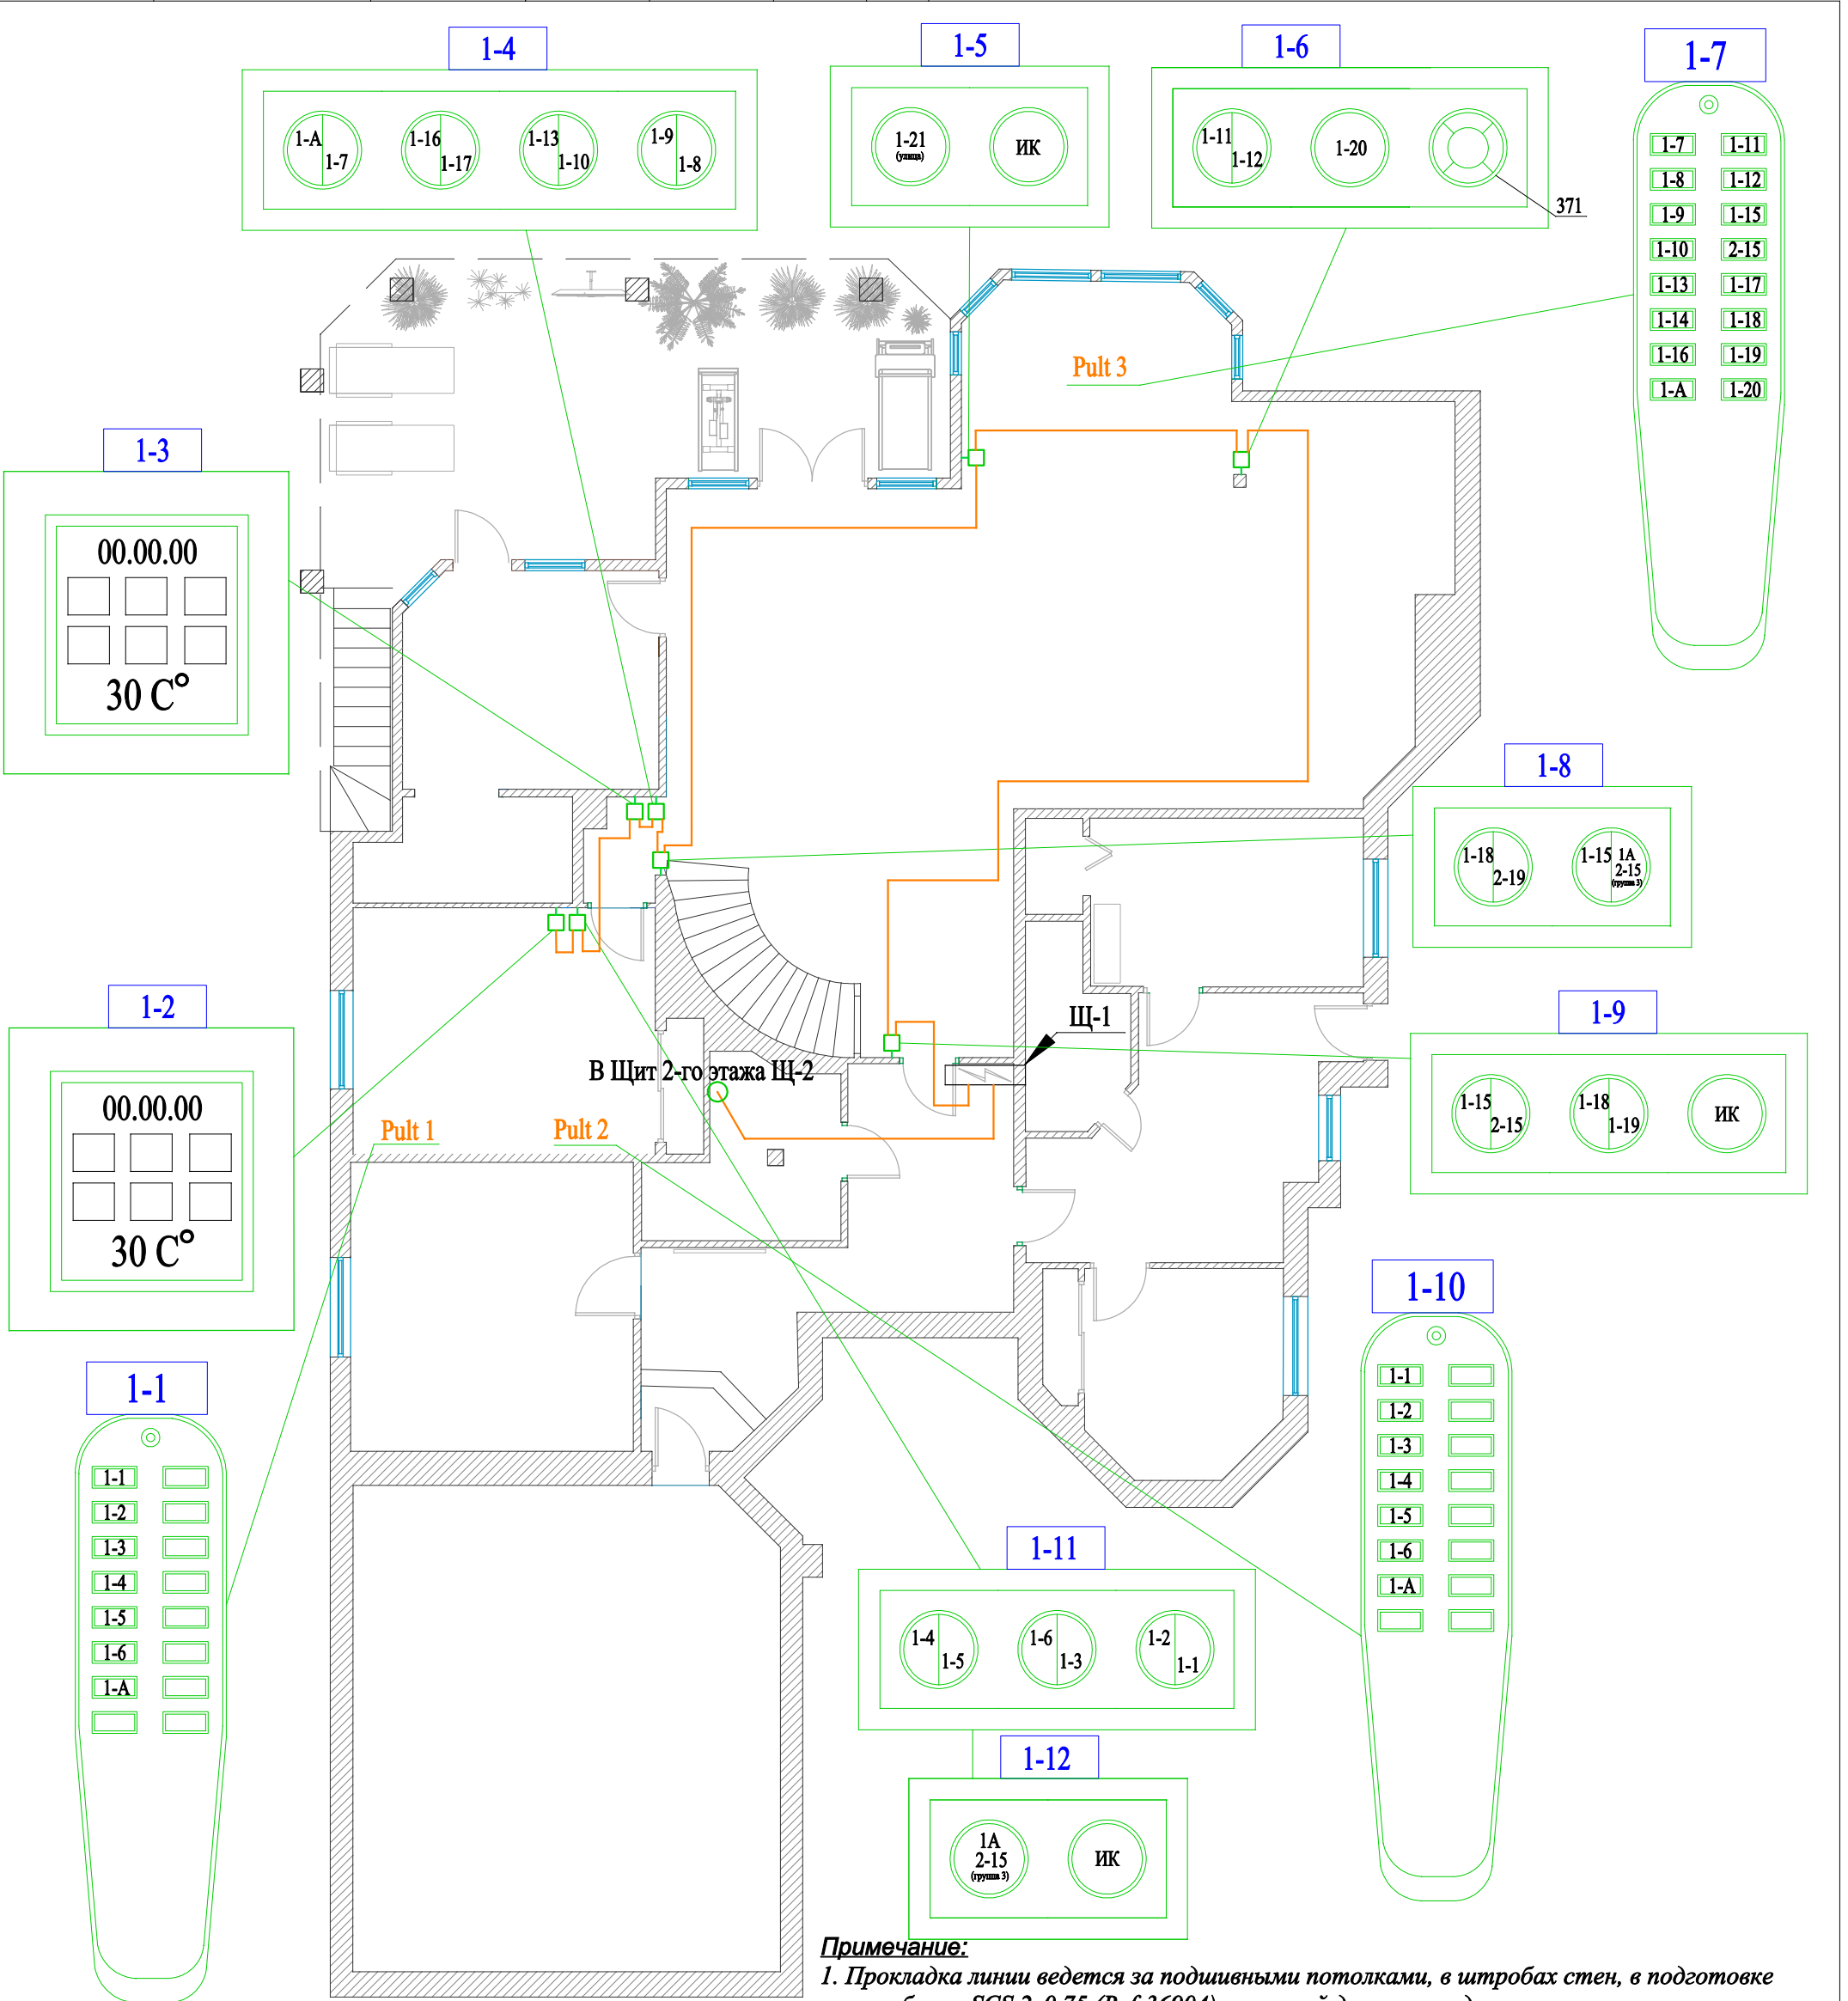 1-4
1-A
1-7
1-16
1-17
1-13
1-10
1-9
1-8
1-5
1-21
(улица)
ИК
1-6
1-11
1-12
1-20
371
1-7
1-7 1-11
1-8 1-12
1-9 1-15
1-10 2-15
1-13 1-17
1-14 1-18
1-16 1-19
1-A 1-20
Pult 3
1-3
00.00.00
30 C°
1-8
1-18
2-19
1-15
1A
2-15
(группа 3)
1-2
00.00.00
30 C°
Щ-1
В Щит 2-го этажа Щ-2
Pult 1
Pult 2
1-9
1-15
2-15
1-18
1-19
ИК
1-1
1-1
1-2
1-3
1-4
1-5
1-6
1-A
1-10
1-1
1-2
1-3
1-4
1-5
1-6
1-A
1-11
1-4
1-5
1-6
1-3
1-2
1-1
1-12
1A
2-15
(группа 3)
ИК
Примечание:
1. Прокладка линии ведется за подшивными потолками, в штробах стен, в подготовке